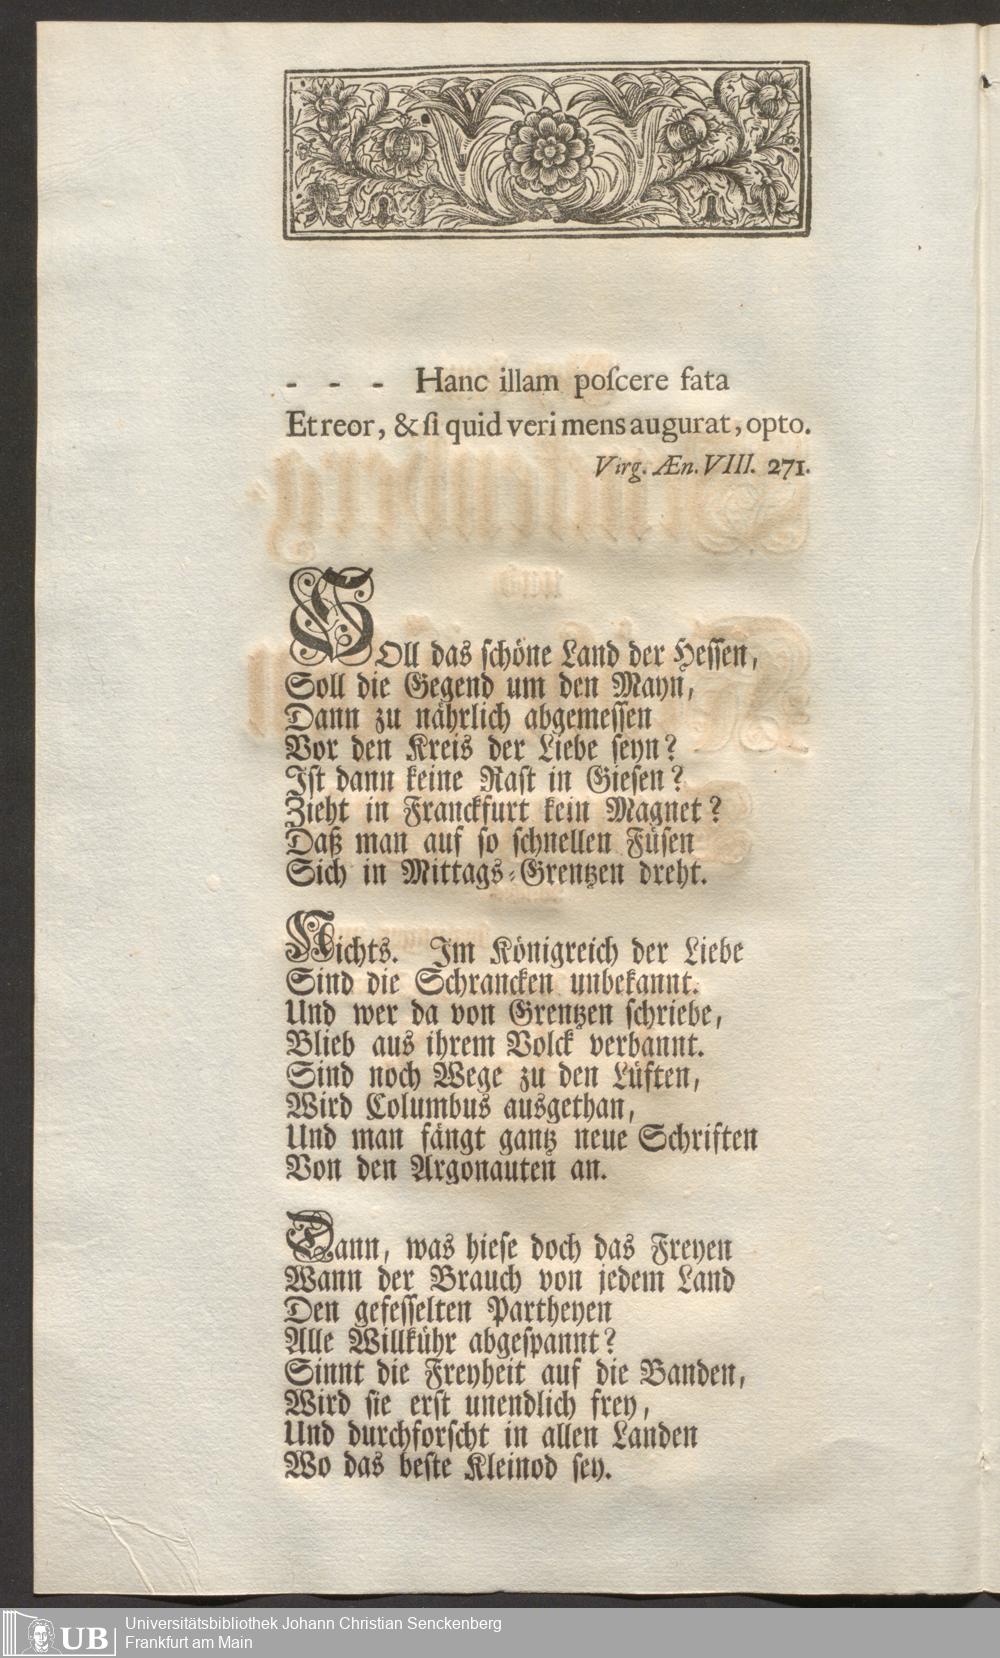 - - - Hanc illam poſcere fata
Et reor, & ſi quid veri mens augurat, opto.
Virg. Æn. VIII. 271.
SOll das ſchöne Land der Heſſen,
Soll die Gegend um den Mayn,
Dann zu nährlich abgemeſſen
Vor den Kreis der Liebe ſeyn?
Iſt dann keine Raſt in Gieſen?
Zieht in Franckfurt kein Magnet?
Daß man auf ſo ſchnellen Füſen
Sich in Mittags-Grentzen dreht.
Nichts. Im Königreich der Liebe
Sind die Schrancken unbekannt.
Und wer da von Grentzen ſchriebe,
Blieb aus ihrem Volck verbannt.
Sind noch Wege zu den Lüften,
Wird Columbus ausgethan,
Und man fängt gantz neue Schriften
Von den Argonauten an.
Dann, was hieſe doch das Freyen
Wann der Brauch von jedem Land
Den gefeſſelten Partheyen
Alle Willkühr abgeſpannt?
Sinnt die Freyheit auf die Banden,
Wird ſie erſt unendlich frey,
Und durchforſcht in allen Landen
Wo das beſte Kleinod ſey.
UB
Universitätsbibliothek Johann Christian Senckenberg
Frankfurt am Main